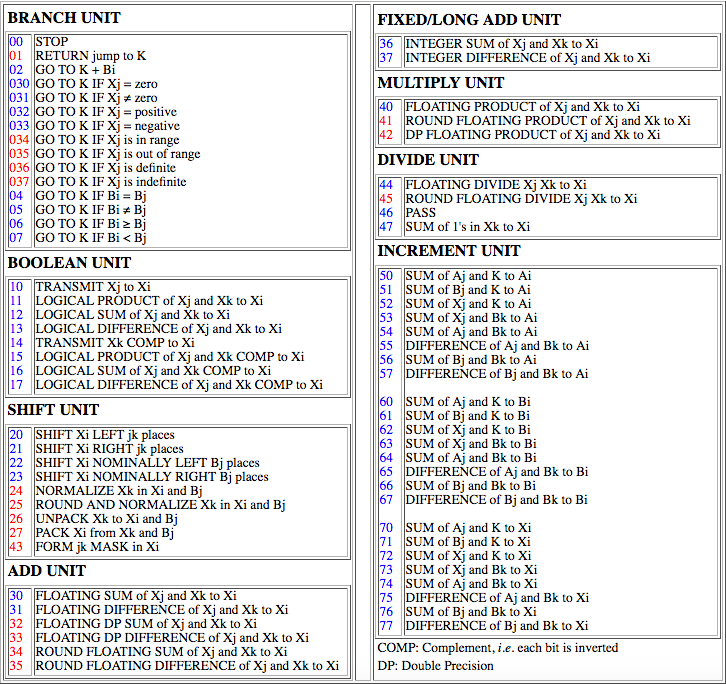 BRANCH UNIT
00 STOP
01 RETURN jump to K
02 GO TO K + Bi
030 GO TO K IF Xj = zero
031 GO TO K IF Xj ≠ zero
032 GO TO K IF Xj = positive
033 GO TO K IF Xj = negative
034 GO TO K IF Xj is in range
035 GO TO K IF Xj is out of range
036 GO TO K IF Xj is definite
037 GO TO K IF Xj is indefinite
04 GO TO K IF Bi = Bj
05 GO TO K IF Bi ≠ Bj
06 GO TO K IF Bi ≥ Bj
07 GO TO K IF Bi < Bj
BOOLEAN UNIT
10 TRANSMIT Xj to Xi
11 LOGICAL PRODUCT of Xj and Xk to Xi
12 LOGICAL SUM of Xj and Xk to Xi
13 LOGICAL DIFFERENCE of Xj and Xk to Xi
14 TRANSMIT Xk COMP to Xi
15 LOGICAL PRODUCT of Xj and Xk COMP to Xi
16 LOGICAL SUM of Xj and Xk COMP to Xi
17 LOGICAL DIFFERENCE of Xj and Xk COMP to Xi
SHIFT UNIT
20 SHIFT Xi LEFT jk places
21 SHIFT Xi RIGHT jk places
22 SHIFT Xi NOMINALLY LEFT Bj places
23 SHIFT Xi NOMINALLY RIGHT Bj places
24 NORMALIZE Xk in Xi and Bj
25 ROUND AND NORMALIZE Xk in Xi and Bj
26 UNPACK Xk to Xi and Bj
27 PACK Xi from Xk and Bj
43 FORM jk MASK in Xi
ADD UNIT
30 FLOATING SUM of Xj and Xk to Xi
31 FLOATING DIFFERENCE of Xj and Xk to Xi
32 FLOATING DP SUM of Xj and Xk to Xi
33 FLOATING DP DIFFERENCE of Xj and Xk to Xi
34 ROUND FLOATING SUM of Xj and Xk to Xi
35 ROUND FLOATING DIFFERENCE of Xj and Xk to Xi
FIXED/LONG ADD UNIT
36 INTEGER SUM of Xj and Xk to Xi
37 INTEGER DIFFERENCE of Xj and Xk to Xi
MULTIPLY UNIT
40 FLOATING PRODUCT of Xj and Xk to Xi
41 ROUND FLOATING PRODUCT of Xj and Xk to Xi
42 DP FLOATING PRODUCT of Xj and Xk to Xi
DIVIDE UNIT
44 FLOATING DIVIDE Xj Xk to Xi
45 ROUND FLOATING DIVIDE Xj Xk to Xi
46 PASS
47 SUM of 1's in Xk to Xi
INCREMENT UNIT
50 SUM of Aj and K to Ai
51 SUM of Bj and K to Ai
52 SUM of Xj and K to Ai
53 SUM of Xj and Bk to Ai
54 SUM of Aj and Bk to Ai
55 DIFFERENCE of Aj and Bk to Ai
56 SUM of Bj and Bk to Ai
57 DIFFERENCE of Bj and Bk to Ai
60 SUM of Aj and K to Bi
61 SUM of Bj and K to Bi
62 SUM of Xj and K to Bi
63 SUM of Xj and Bk to Bi
64 SUM of Aj and Bk to Bi
65 DIFFERENCE of Aj and Bk to Bi
66 SUM of Bj and Bk to Bi
67 DIFFERENCE of Bj and Bk to Bi
70 SUM of Aj and K to Xi
71 SUM of Bj and K to Xi
72 SUM of Xj and K to Xi
73 SUM of Xj and Bk to Xi
74 SUM of Aj and Bk to Xi
75 DIFFERENCE of Aj and Bk to Xi
76 SUM of Bj and Bk to Xi
77 DIFFERENCE of Bj and Bk to Xi
COMP: Complement, i.e. each bit is inverted
DP: Double Precision